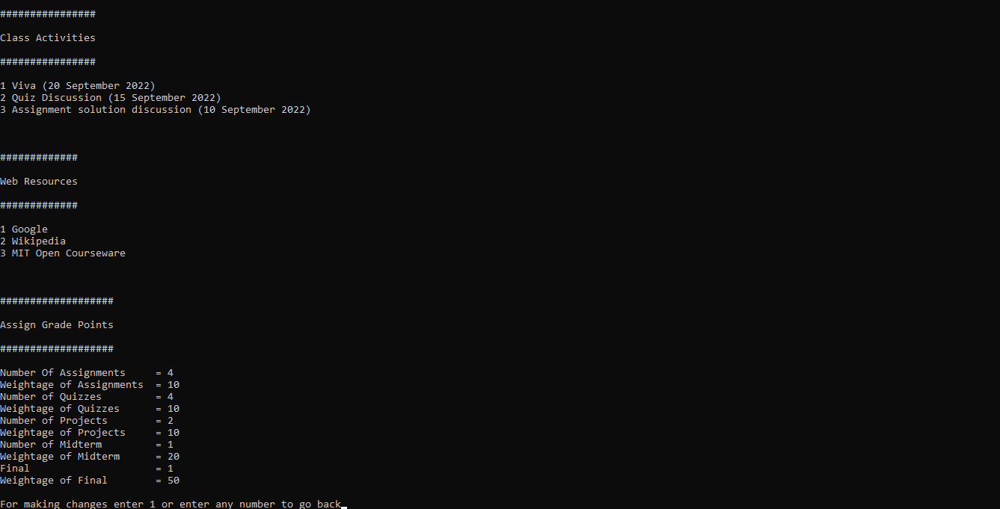 ################
Class Activities
################
1 Viva (20 September 2022)
2 Quiz Discussion (15 September 2022)
3 Assignment solution discussion (10 September 2022)
#############
Web Resources
#############
1 Google
2 Wikipedia
3 MIT Open Courseware
###################
Assign Grade Points
###################
Number Of Assignments     = 4
Weightage of Assignments  = 10
Number of Quizzes         = 4
Weightage of Quizzes      = 10
Number of Projects        = 2
Weightage of Projects     = 10
Number of Midterm         = 1
Weightage of Midterm      = 20
Final                     = 1
Weightage of Final        = 50
For making changes enter 1 or enter any number to go back